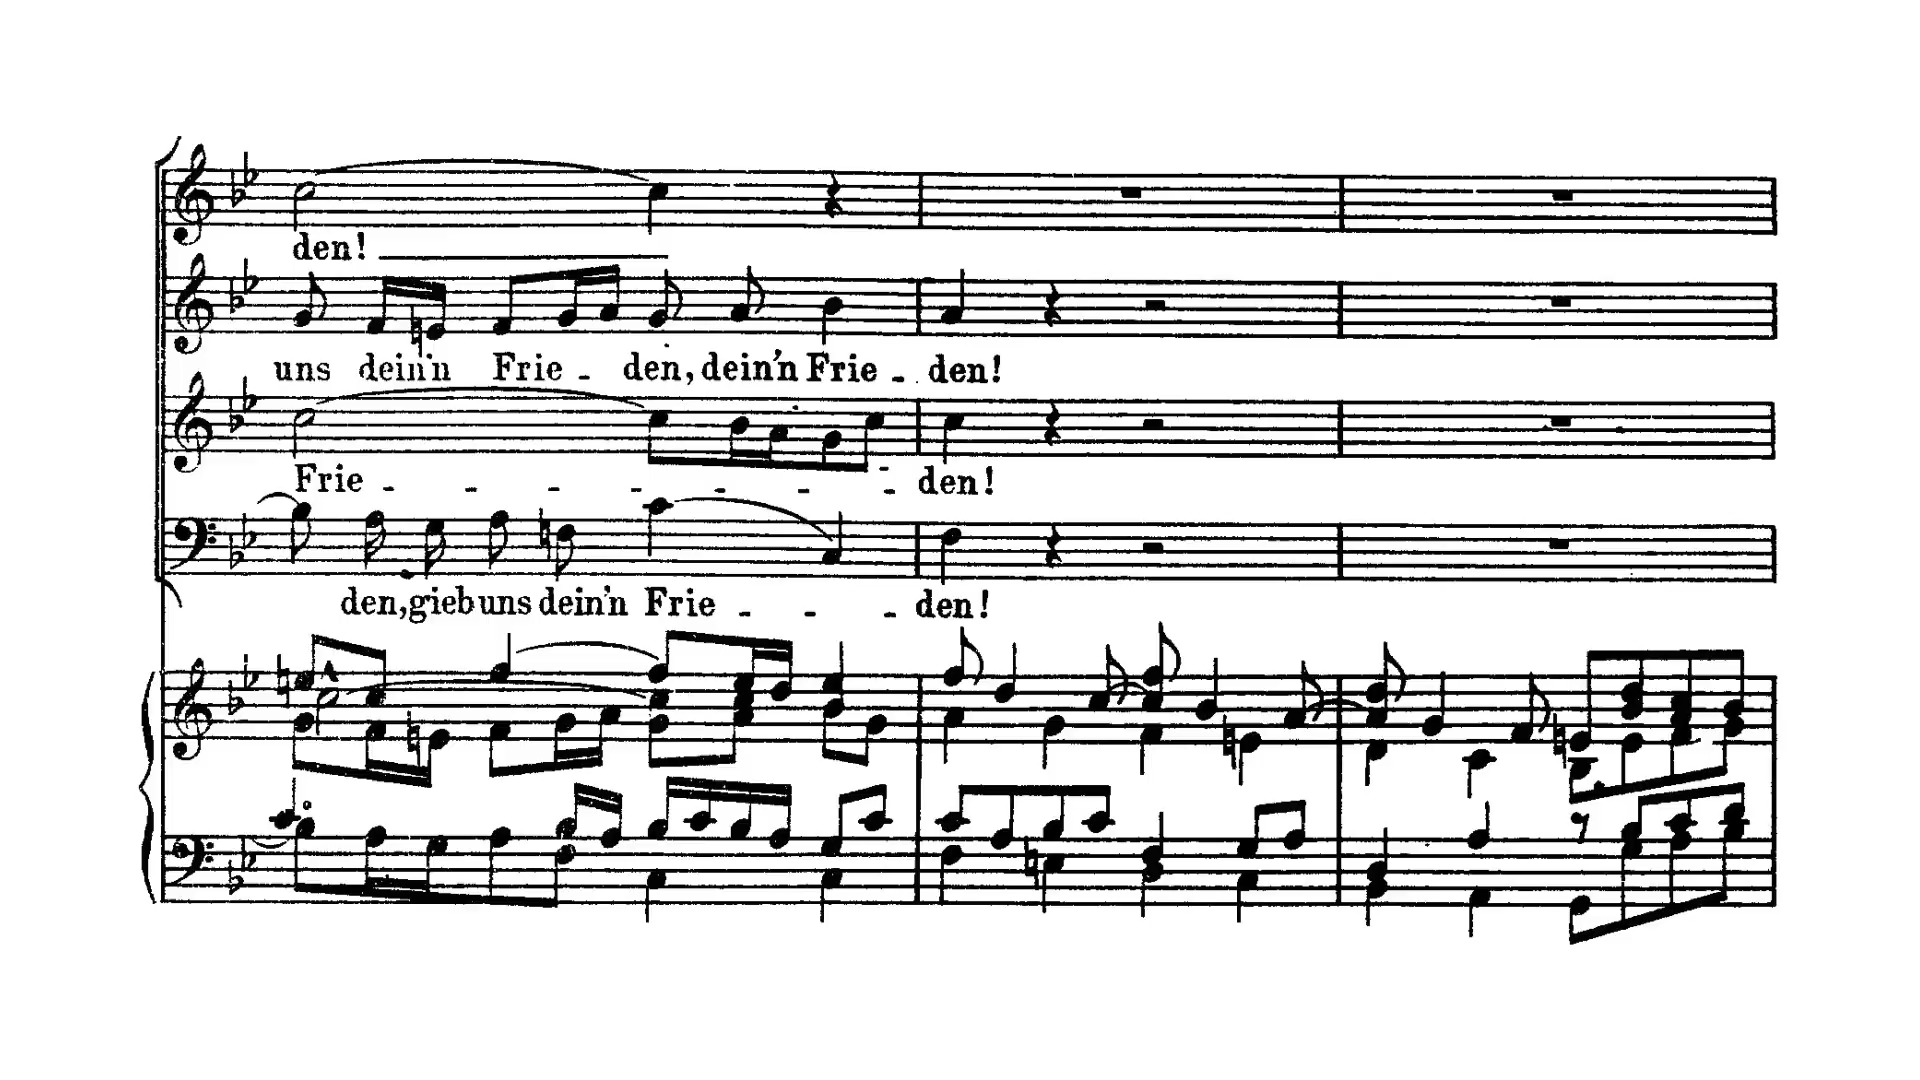 den!
uns dein'n Frie - den, dein'n Frie - den!
Frie - - - - - - - den!
den, gieb uns dein'n Frie - - - den!